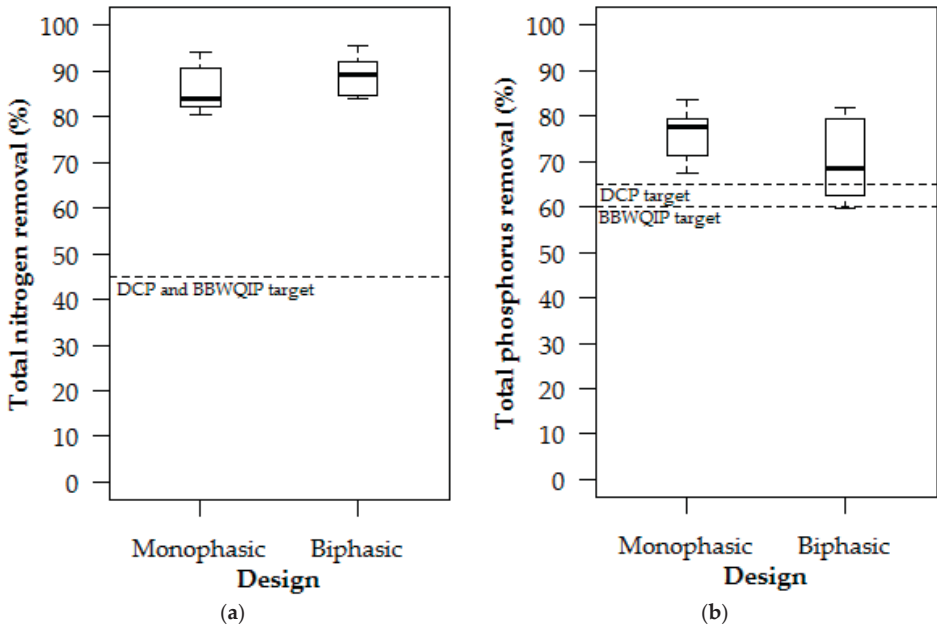 Total nitrogen removal (%)
100
90
80
70
60
50
40
30
20
10
0
DCP and BBWQIP target
Monophasic
Biphasic
Design
(a)
Total phosphorus removal (%)
100
90
80
70
60
50
40
30
20
10
0
DCP target
BBWQIP target
Monophasic
Biphasic
Design
(b)